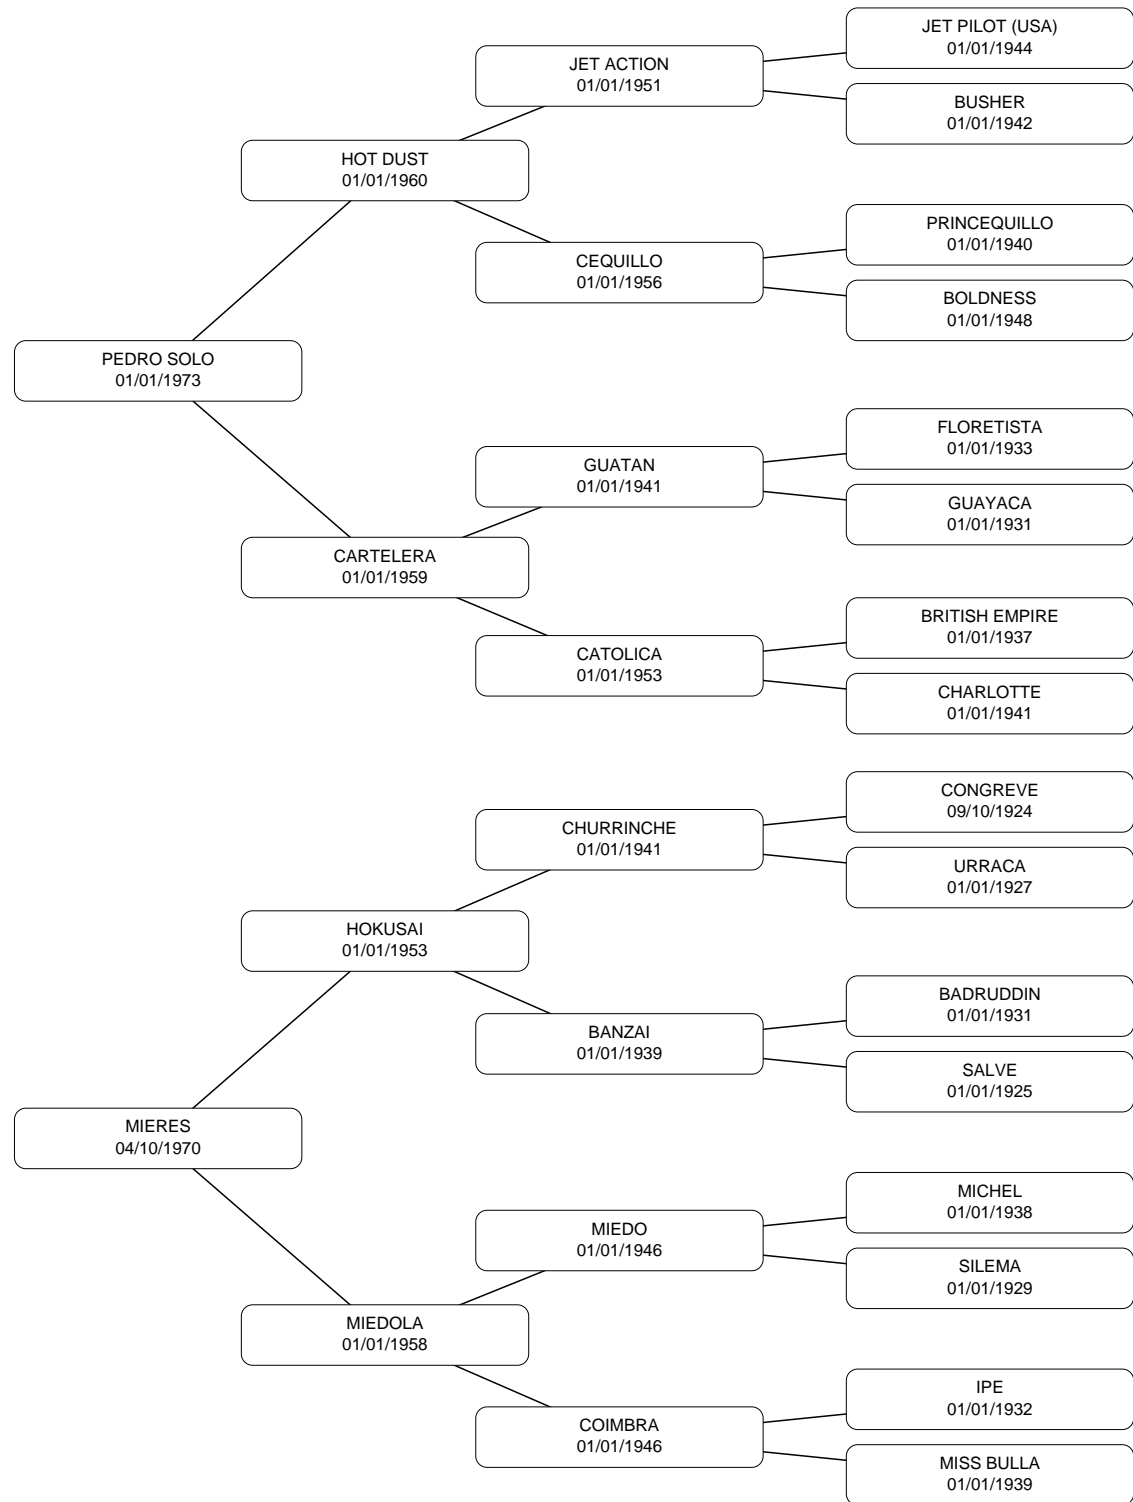 JET PILOT (USA)
01/01/1944
JET ACTION
01/01/1951
BUSHER
01/01/1942
HOT DUST
01/01/1960
PRINCEQUILLO
01/01/1940
CEQUILLO
01/01/1956
BOLDNESS
01/01/1948
PEDRO SOLO
01/01/1973
FLORETISTA
01/01/1933
GUATAN
01/01/1941
GUAYACA
01/01/1931
CARTELERA
01/01/1959
BRITISH EMPIRE
01/01/1937
CATOLICA
01/01/1953
CHARLOTTE
01/01/1941
CONGREVE
09/10/1924
CHURRINCHE
01/01/1941
URRACA
01/01/1927
HOKUSAI
01/01/1953
BADRUDDIN
01/01/1931
BANZAI
01/01/1939
SALVE
01/01/1925
MIERES
04/10/1970
MICHEL
01/01/1938
MIEDO
01/01/1946
SILEMA
01/01/1929
MIEDOLA
01/01/1958
IPE
01/01/1932
COIMBRA
01/01/1946
MISS BULLA
01/01/1939